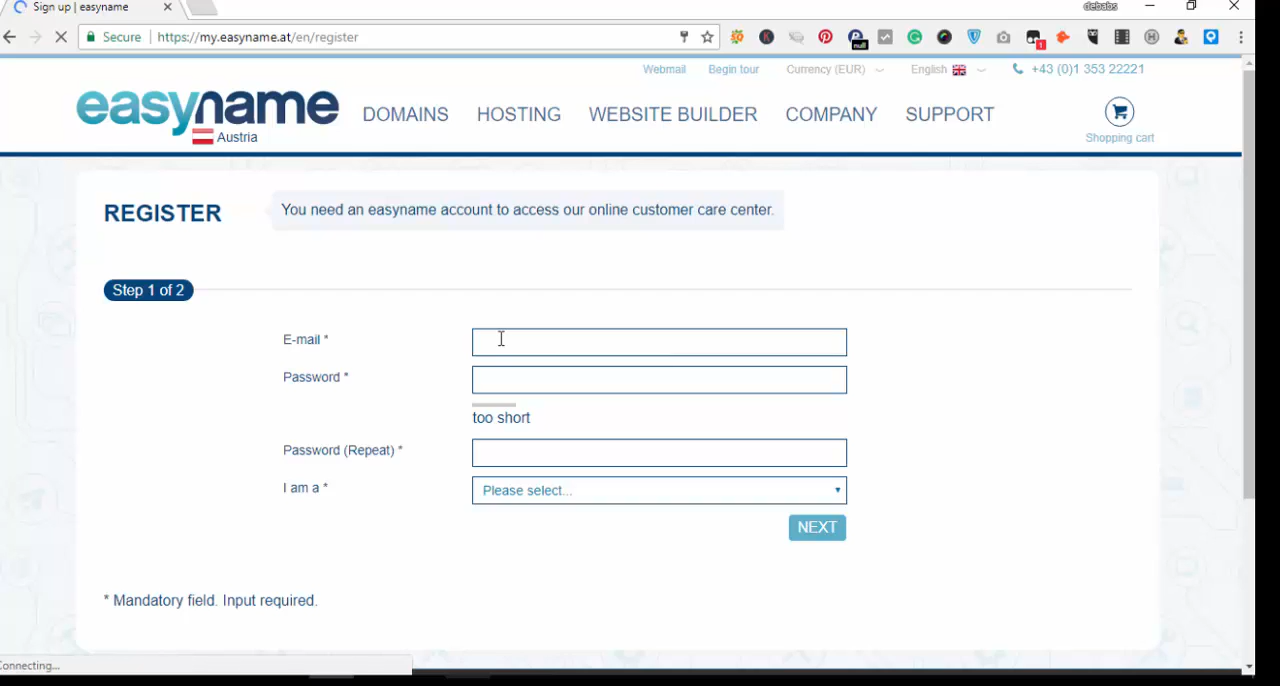 Sign up | easyname
debabs
Secure | https://my.easyname.at/en/register
null
1
Webmail Begin tour Currency (EUR) English +43 (0)1 353 22221
easyname
Austria
DOMAINS HOSTING WEBSITE BUILDER COMPANY SUPPORT
Shopping cart
REGISTER
You need an easyname account to access our online customer care center.
Step 1 of 2
E-mail *
Password *
too short
Password (Repeat) *
I am a *
Please select...
NEXT
* Mandatory field. Input required.
Connecting...